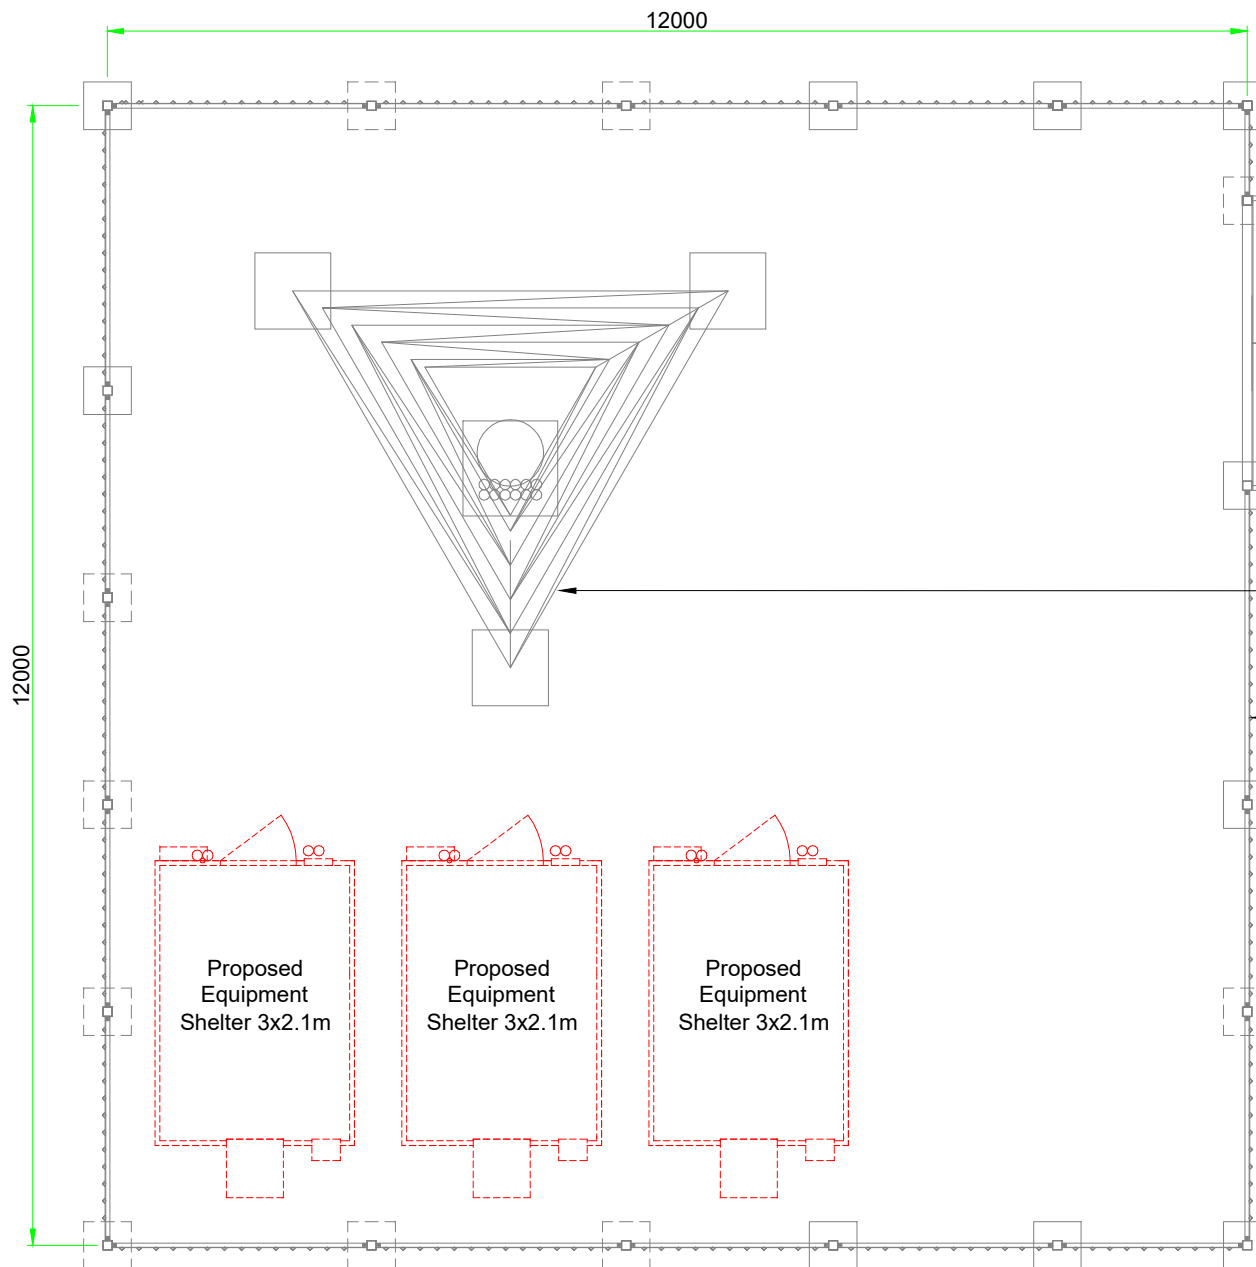 12000
12000
Proposed
Equipment
Shelter 3x2.1m
Proposed
Equipment
Shelter 3x2.1m
Proposed
Equipment
Shelter 3x2.1m